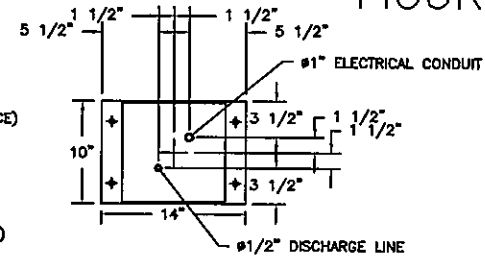 1 1/2" 1 1/2"
5 1/2" 5 1/2"
ø1" ELECTRICAL CONDUIT
CE)
3 1/2" 1 1/2"
1 1/2"
10"
3 1/2"
14"
ø1/2" DISCHARGE LINE